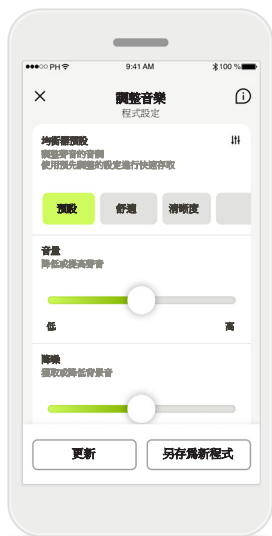 PH 9:41 AM 100 %
調整音樂
程式設定
均衡器預設
調整聲音的音調
使用預先調整的設定進行快速存取
預設 舒適 清晰度
音量
降低或提高聲音
低 高
降噪
獲取或降低背景音
更新 另存爲新程式